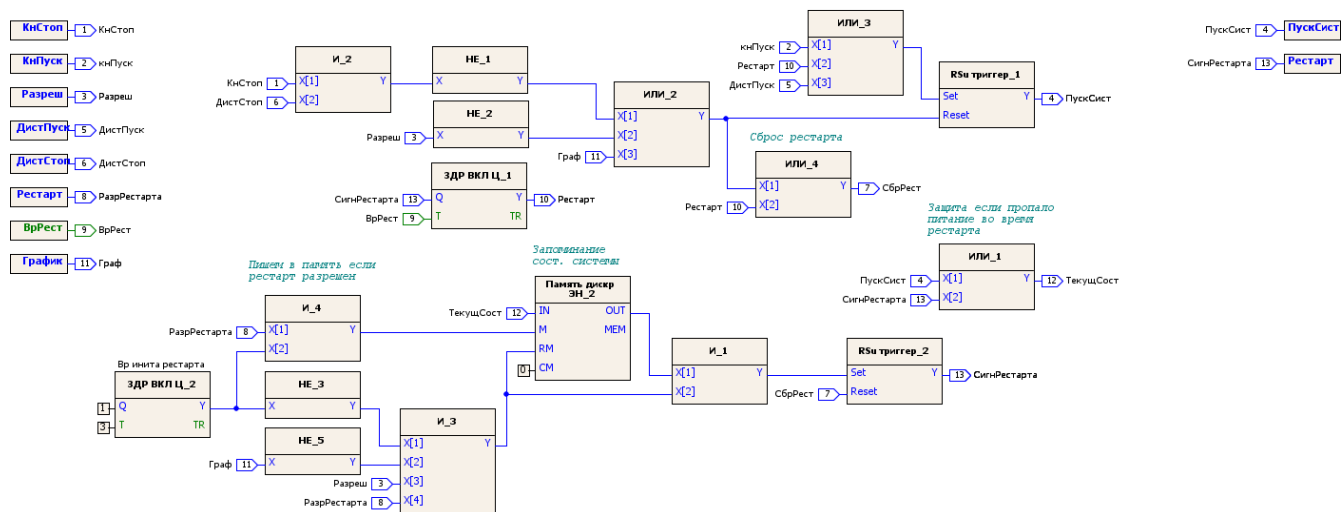 КнСтоп 1 КнСтоп
КнПуск 2 кнПуск
Разреш 3 Разреш
ДистПуск 5 ДистПуск
ДистСтоп 6 ДистСтоп
Рестарт 8 РазрРестарта
ВрРест 9 ВрРест
График 11 Граф
И_2
КнСтоп 1 X[1] Y
ДистСтоп 6 X[2]
НЕ_1
X Y
НЕ_2
Разреш 3 X Y
ИЛИ_2
X[1] Y
X[2]
Граф 11 X[3]
ЗДР ВКЛ Ц_1
СигнРестарта 13 Q Y 10 Рестарт
ВрРест 9 T TR
ИЛИ_3
кнПуск 2 X[1] Y
Рестарт 10 X[2]
ДистПуск 5 X[3]
RSu триггер_1
Set Y 4 ПускСист
Reset
ПускСист 4 ПускСист
СигнРестарта 13 Рестарт
Сброс рестарта
ИЛИ_4
X[1] Y 7 СбрРест
Рестарт 10 X[2]
Защита если пропало
питание во время
рестарта
ИЛИ_1
ПускСист 4 X[1] Y 12 ТекущСост
СигнРестарта 13 X[2]
Пишем в память если
рестарт разрешен
И_4
РазрРестарта 8 X[1] Y
X[2]
Запоминание
сост. системы
Память дискр
ЭН_2
ТекущСост 12 IN OUT
M MEM
RM
0 CM
Вр инита рестарта
ЗДР ВКЛ Ц_2
1 Q Y
3 T TR
НЕ_3
X Y
НЕ_5
Граф 11 X Y
И_3
X[1] Y
X[2]
Разреш 3 X[3]
РазрРестарта 8 X[4]
И_1
X[1] Y
X[2]
RSu триггер_2
Set Y 13 СигнРестарта
СбрРест 7 Reset